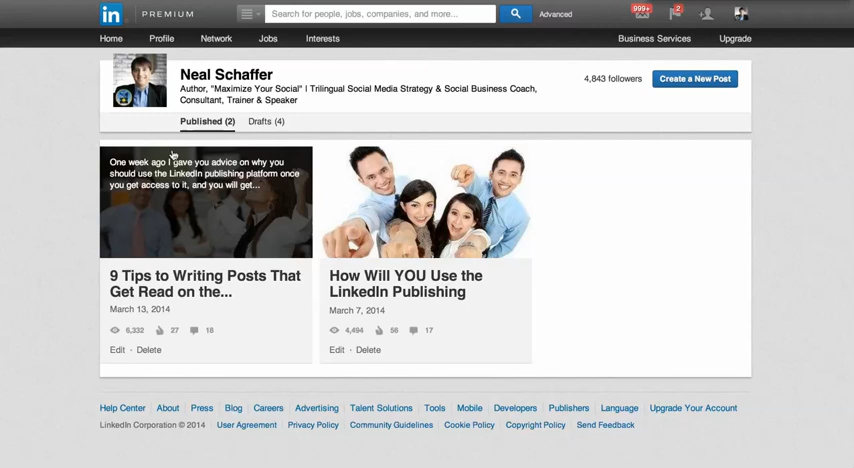 in PREMIUM Search for people, jobs, companies, and more... Advanced 999+ 2
Home Profile Network Jobs Interests Business Services Upgrade
Neal Schaffer
Author, "Maximize Your Social" | Trilingual Social Media Strategy & Social Business Coach,
Consultant, Trainer & Speaker
4,843 followers
Create a New Post
Published (2) Drafts (4)
One week ago I gave you advice on why you
should use the LinkedIn publishing platform once
you get access to it, and you will get...
9 Tips to Writing Posts That
Get Read on the...
March 13, 2014
6,332 27 18
Edit · Delete
How Will YOU Use the
LinkedIn Publishing
March 7, 2014
4,494 56 17
Edit · Delete
Help Center About Press Blog Careers Advertising Talent Solutions Tools Mobile Developers Publishers Language Upgrade Your Account
LinkedIn Corporation © 2014 User Agreement Privacy Policy Community Guidelines Cookie Policy Copyright Policy Send Feedback